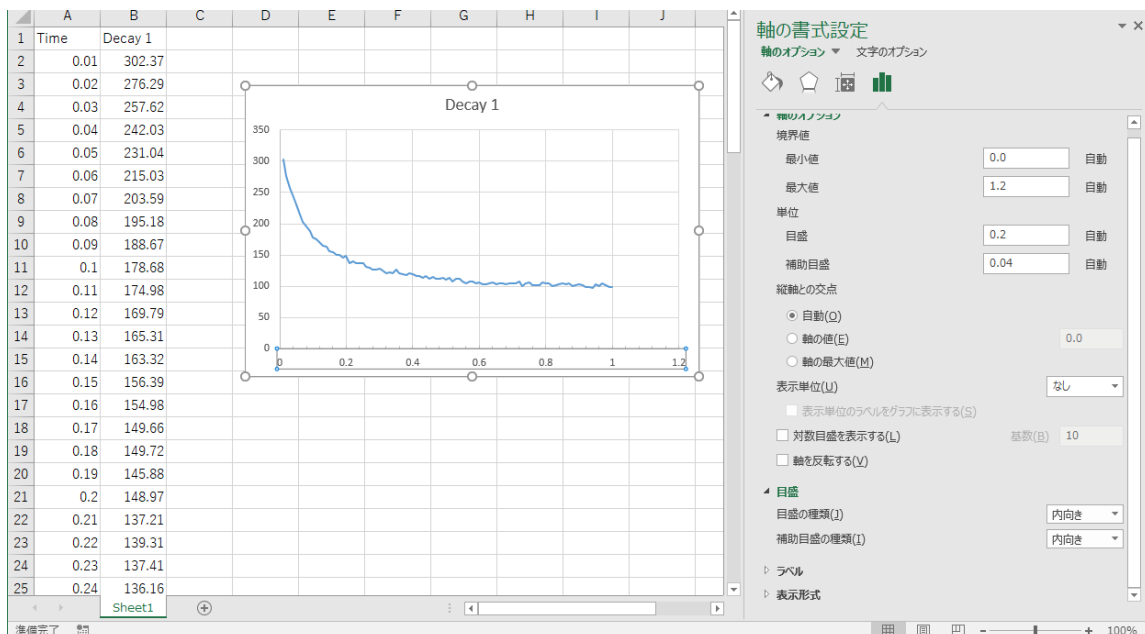 A B C D E F G H I J
1 Time Decay 1
2 0.01 302.37
3 0.02 276.29
4 0.03 257.62
5 0.04 242.03
6 0.05 231.04
7 0.06 215.03
8 0.07 203.59
9 0.08 195.18
10 0.09 188.67
11 0.1 178.68
12 0.11 174.98
13 0.12 169.79
14 0.13 165.31
15 0.14 163.32
16 0.15 156.39
17 0.16 154.98
18 0.17 149.66
19 0.18 149.72
20 0.19 145.88
21 0.2 148.97
22 0.21 137.21
23 0.22 139.31
24 0.23 137.41
25 0.24 136.16
Decay 1
350
300
250
200
150
100
50
0
0 0.2 0.4 0.6 0.8 1 1.2
Sheet1
準備完了
100%
軸の書式設定
軸のオプション 文字のオプション
軸のオプション
境界値
最小値 0.0 自動
最大値 1.2 自動
単位
目盛 0.2 自動
補助目盛 0.04 自動
縦軸との交点
自動(O)
軸の値(E) 0.0
軸の最大値(M)
表示単位(U) なし
表示単位のラベルをグラフに表示する(S)
対数目盛を表示する(L) 基数(B) 10
軸を反転する(V)
目盛
目盛の種類(J) 内向き
補助目盛の種類(I) 内向き
ラベル
表示形式